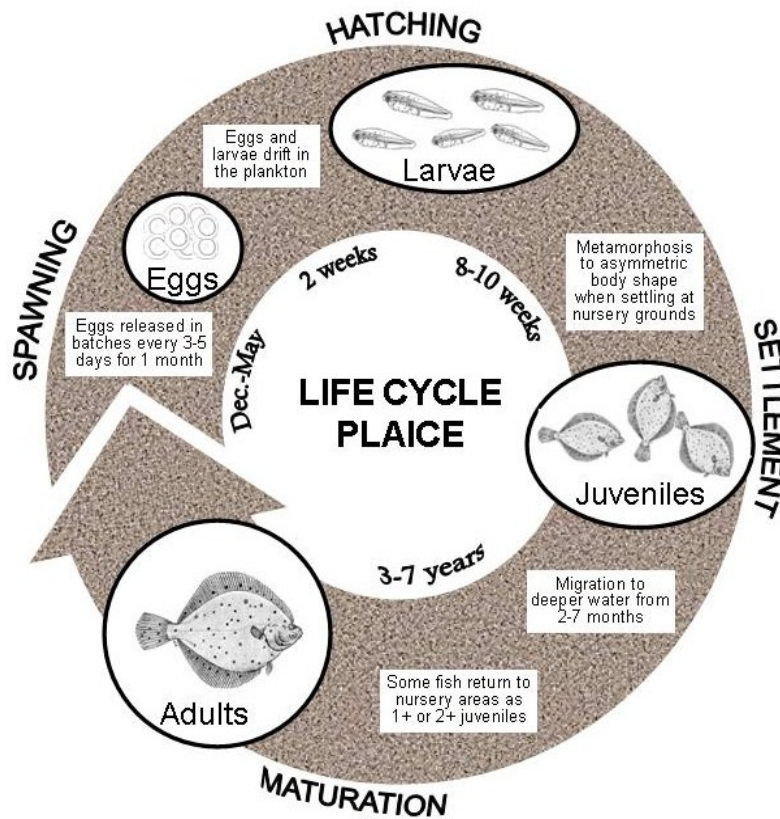 HATCHING
Larvae
Eggs and
larvae drift in
the plankton
SPAWNING
Eggs
Eggs released in
batches every 3-5
days for 1 month
Dec.-May
2 weeks
8-10 weeks
LIFE CYCLE
PLAICE
Metamorphosis
to asymmetric
body shape
when settling at
nursery grounds
SETTLEMENT
Juveniles
Migration to
deeper water from
2-7 months
3-7 years
Some fish return to
nursery areas as
1+ or 2+ juveniles
Adults
MATURATION